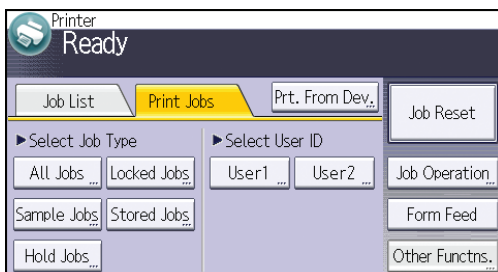 Printer
Ready
Job List
Print Jobs
Prt. From Dev.
Job Reset
►Select Job Type
►Select User ID
All Jobs
Locked Jobs
User1
User2
Job Operation
Sample Jobs
Stored Jobs
Form Feed
Hold Jobs
Other Functns.